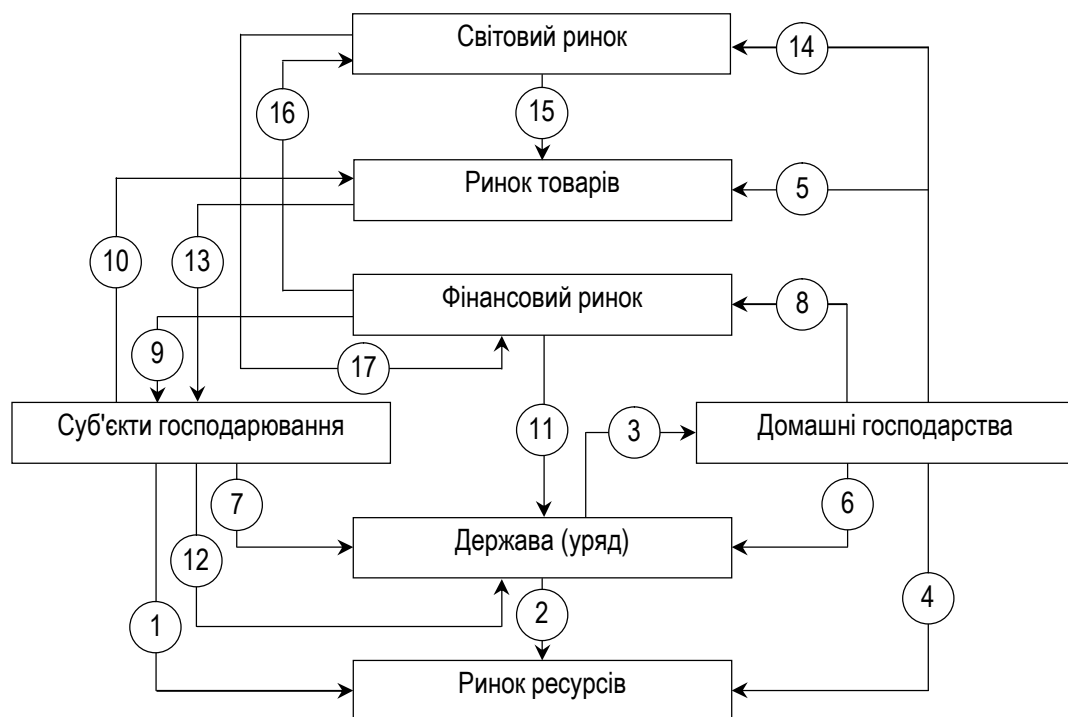 Світовий ринок
14
16
15
Ринок товарів
5
10
13
Фінансовий ринок
8
9
17
Суб'єкти господарювання
11
3
Домашні господарства
7
6
Держава (уряд)
12
2
4
1
Ринок ресурсів